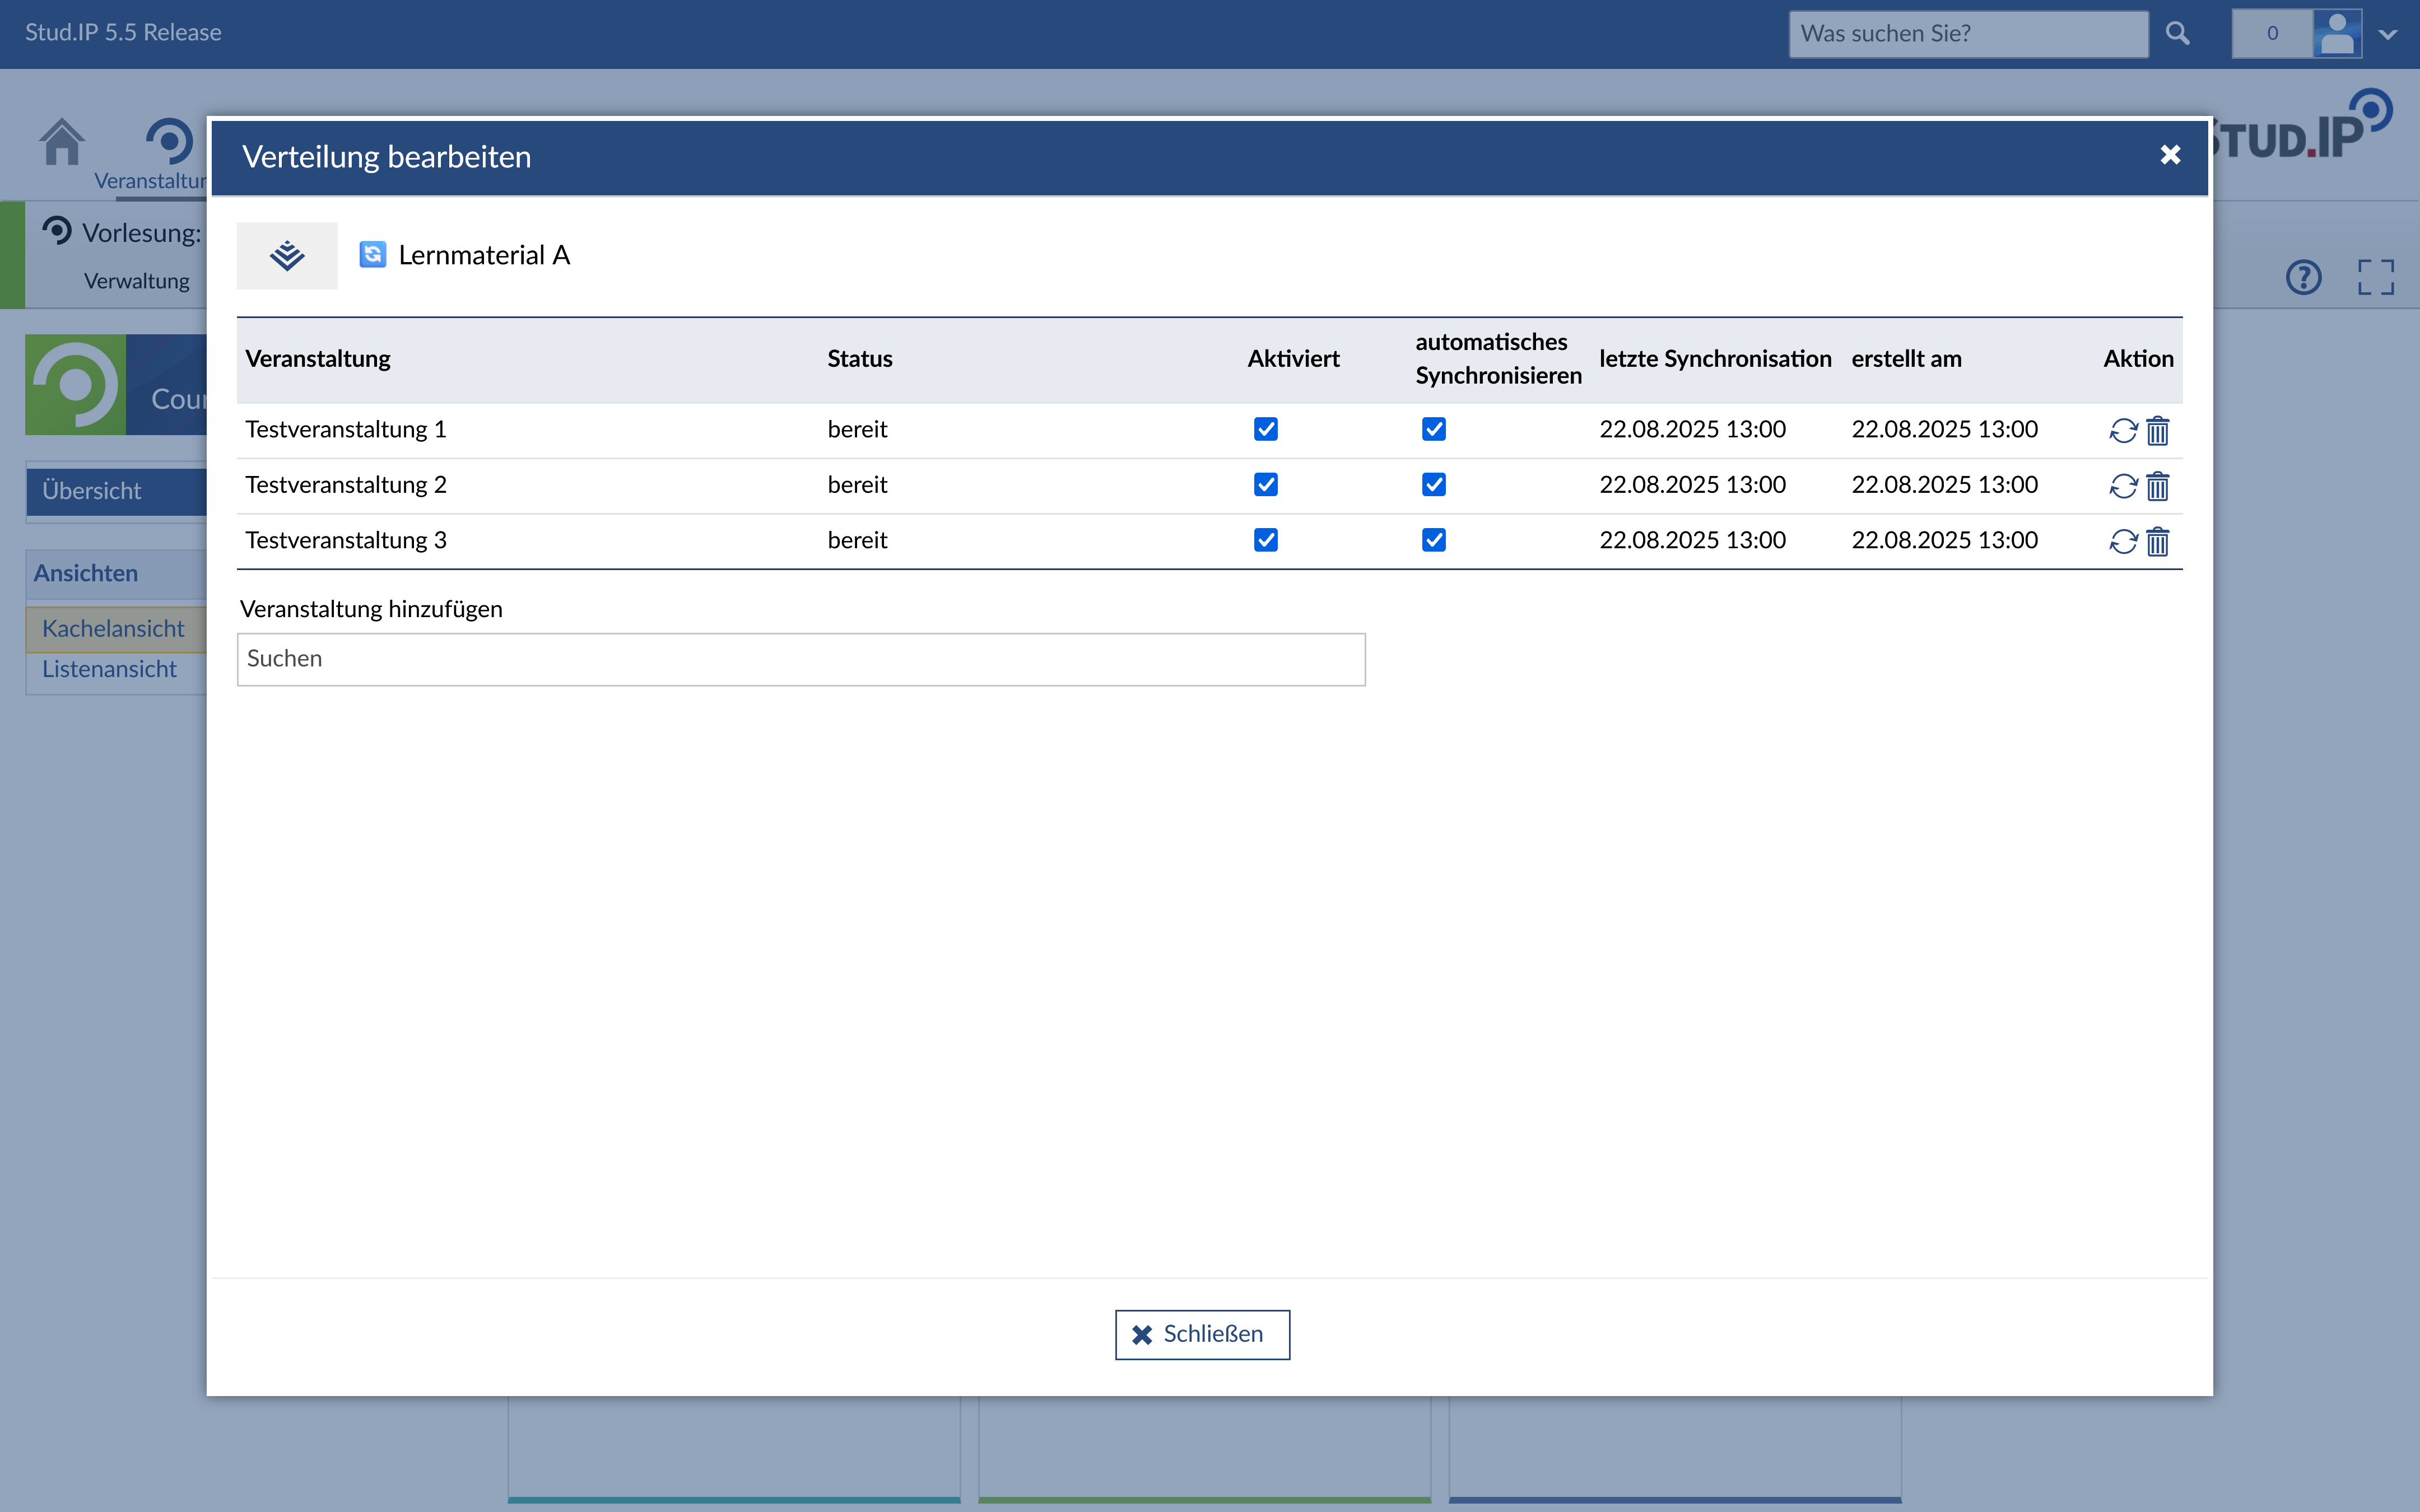 Stud.IP 5.5 Release
Was suchen Sie?
0
STUD.IP
Vorlesung:
Verwaltung
Übersicht
Ansichten
Kachelansicht
Listenansicht
Verteilung bearbeiten
Lernmaterial A
Veranstaltung Status Aktiviert automatisches Synchronisieren letzte Synchronisation erstellt am Aktion
Testveranstaltung 1 bereit 22.08.2025 13:00 22.08.2025 13:00
Testveranstaltung 2 bereit 22.08.2025 13:00 22.08.2025 13:00
Testveranstaltung 3 bereit 22.08.2025 13:00 22.08.2025 13:00
Veranstaltung hinzufügen
Suchen
Schließen